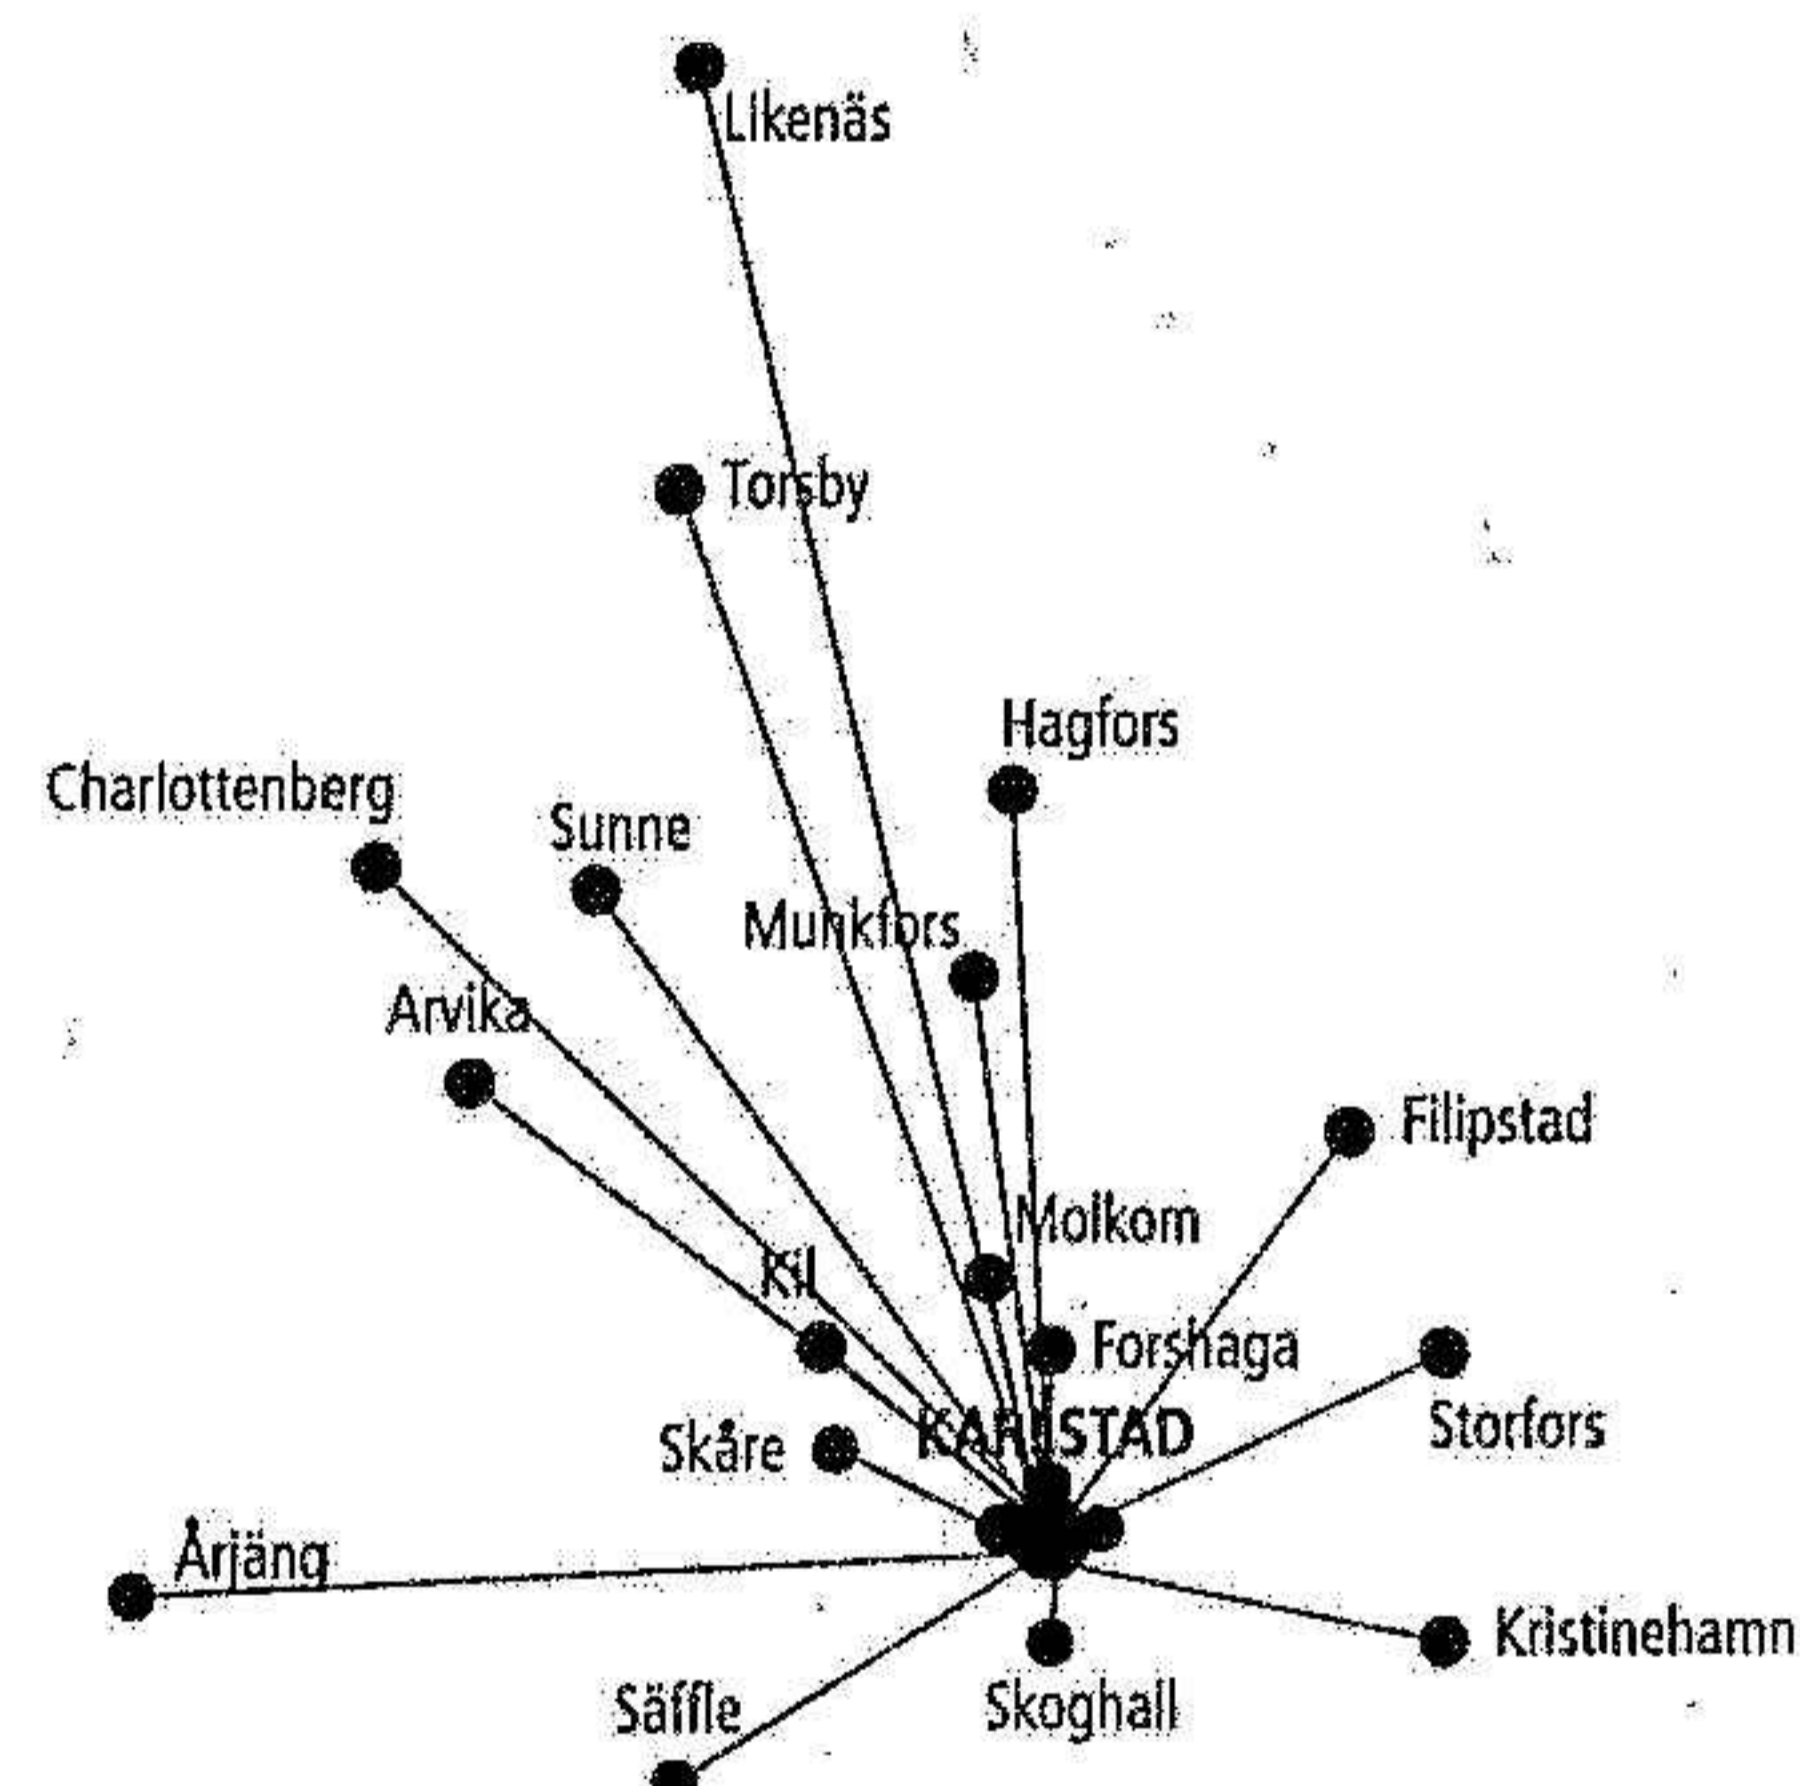 Likenäs
Torsby
Hagfors
Charlottenberg
Sunne
Munkfors
Arvika
Filipstad
Molkom
Kil
Forshaga
KARLSTAD
Storfors
Skåre
Årjäng
Kristinehamn
Säffle
Skoghall